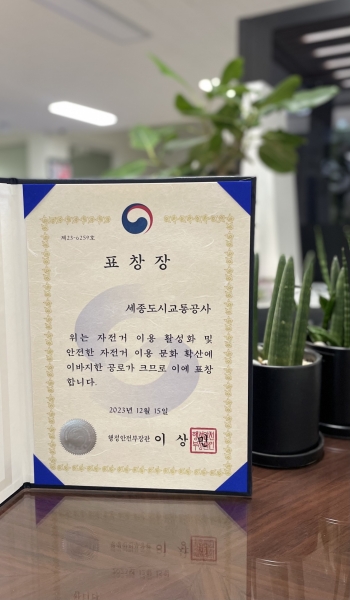 제23-6259호
표 창 장
세종도시교통공사
위는 자전거 이용 활성화 및
안전한 자전거 이용 문화 확산에
이바지한 공로가 크므로 이에 표창
합니다.
2023년 12월 15일
행정안전부장관 이 상 민